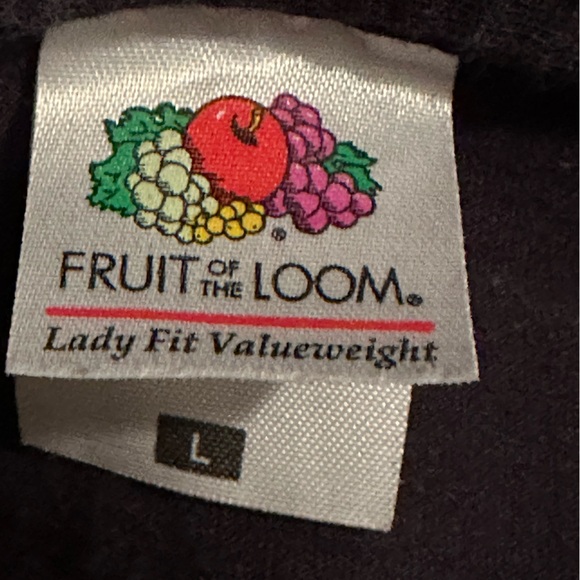 FRUIT OF THE LOOM®
Lady Fit Valueweight
L